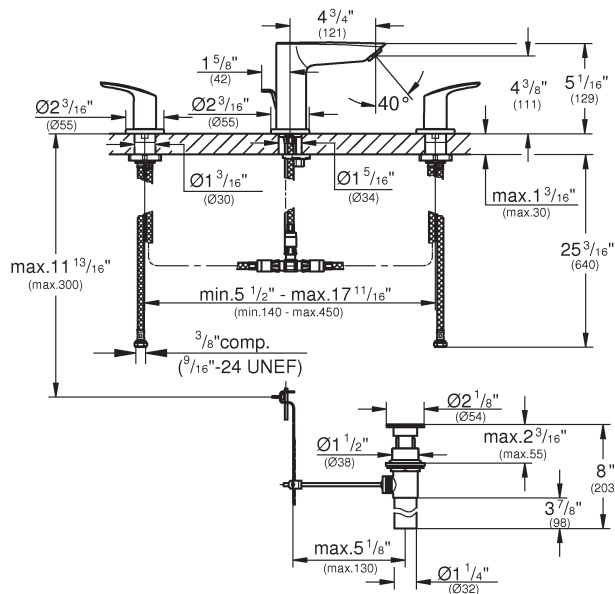 4 3/4"
(121)
1 5/8"
(42)
Ø2 3/16"
(Ø55)
Ø2 3/16"
(Ø55)
40°
4 3/8"
(111)
5 1/16"
(129)
Ø1 3/16"
(Ø30)
Ø1 5/16"
(Ø34)
max.1 3/16"
(max.30)
max.11 13/16"
(max.300)
25 3/16"
(640)
min.5 1/2" - max.17 11/16"
(min.140 - max.450)
3/8"comp.
(9/16"-24 UNEF)
Ø2 1/8"
(Ø54)
Ø1 1/2"
(Ø38)
max.2 3/16"
(max.55)
8"
(203
3 7/8"
(98)
max.5 1/8"
(max.130)
Ø1 1/4"
(Ø32)